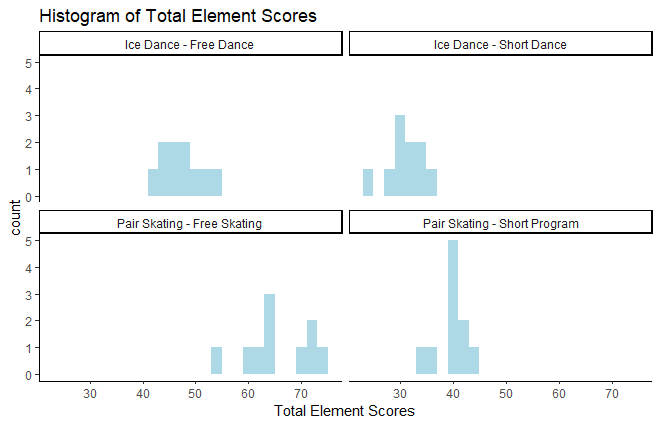 Histogram of Total Element Scores
Ice Dance - Free Dance
Ice Dance - Short Dance
5
4
3
2
1
0
count
Pair Skating - Free Skating
Pair Skating - Short Program
5
4
3
2
1
0
30 40 50 60 70
30 40 50 60 70
Total Element Scores